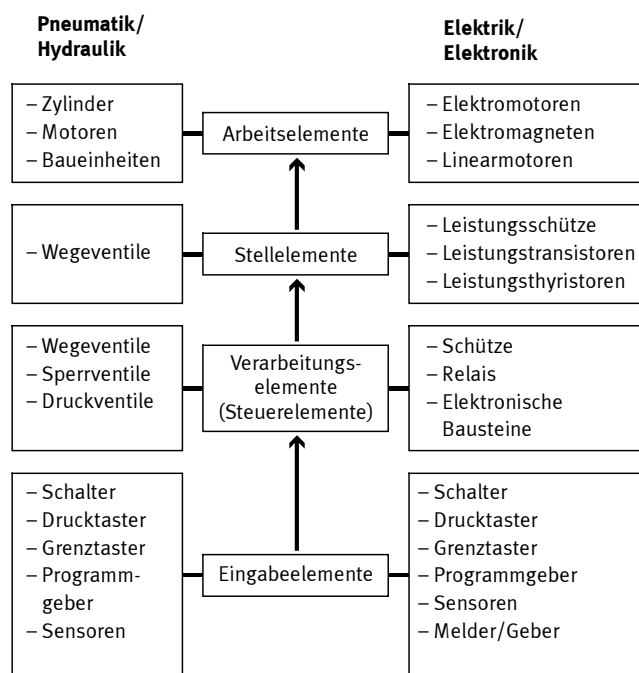 Pneumatik/
Hydraulik
Elektrik/
Elektronik
– Zylinder
– Motoren
– Baueinheiten
Arbeitselemente
– Elektromotoren
– Elektromagneten
– Linearmotoren
– Wegeventile
Stellelemente
– Leistungsschütze
– Leistungstransistoren
– Leistungsthyristoren
– Wegeventile
– Sperrventile
– Druckventile
Verarbeitungs-
elemente
(Steuerelemente)
– Schütze
– Relais
– Elektronische
Bausteine
– Schalter
– Drucktaster
– Grenztaster
– Programm-
geber
– Sensoren
Eingabeelemente
– Schalter
– Drucktaster
– Grenztaster
– Programmgeber
– Sensoren
– Melder/Geber